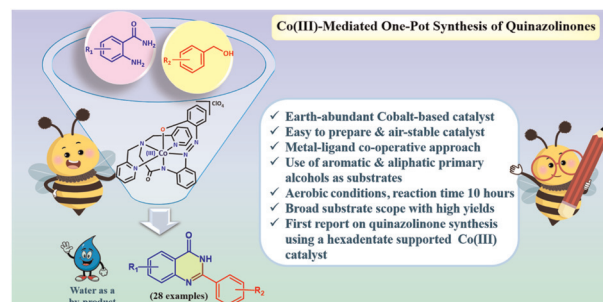 Co(III)-Mediated One-Pot Synthesis of Quinazolinones
R1
O
NH2
NH2
R2
OH
ClO4
O
N
N
N
[III]
Co
N
N
N
O
✓ Earth-abundant Cobalt-based catalyst
✓ Easy to prepare & air-stable catalyst
✓ Metal-ligand co-operative approach
✓ Use of aromatic & aliphatic primary
alcohols as substrates
✓ Aerobic conditions, reaction time 10 hours
✓ Broad substrate scope with high yields
✓ First report on quinazolinone synthesis
using a hexadentate supported Co(III)
catalyst
O
R1
NH
N
R2
(28 examples)
Water as a
by-product